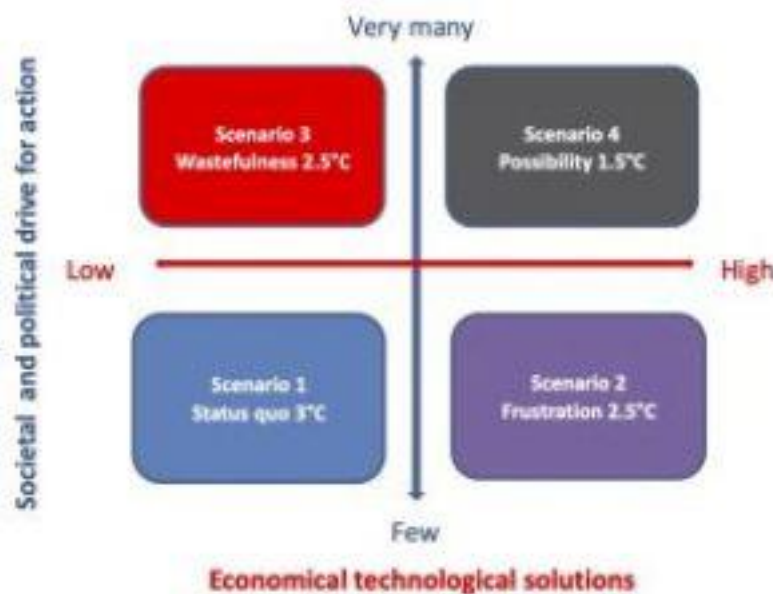 Very many
Societal and political drive for action
Scenario 3
Wastefulness 2.5°C
Scenario 4
Possibility 1.5°C
Low
High
Scenario 1
Status quo 3°C
Scenario 2
Frustration 2.5°C
Few
Economical technological solutions